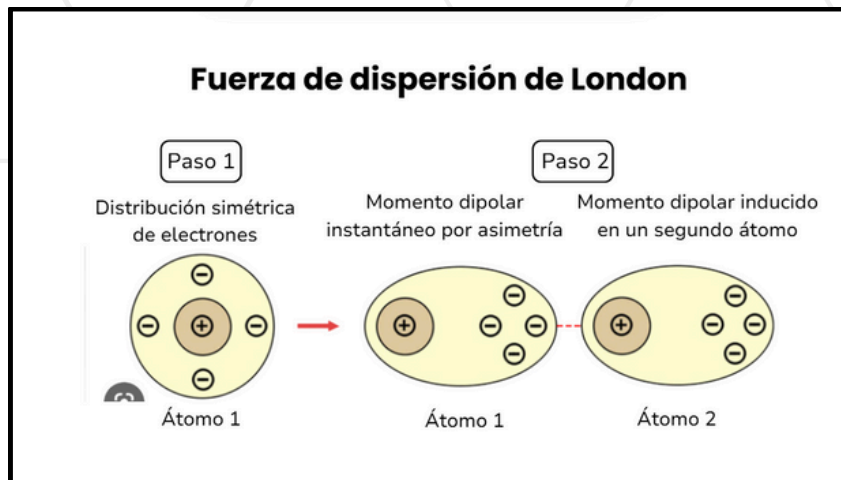 Fuerza de dispersión de London
Paso 1
Distribución simétrica
de electrones
+
Átomo 1
Paso 2
Momento dipolar
instantáneo por asimetría
+
Átomo 1
Momento dipolar inducido
en un segundo átomo
+
Átomo 2